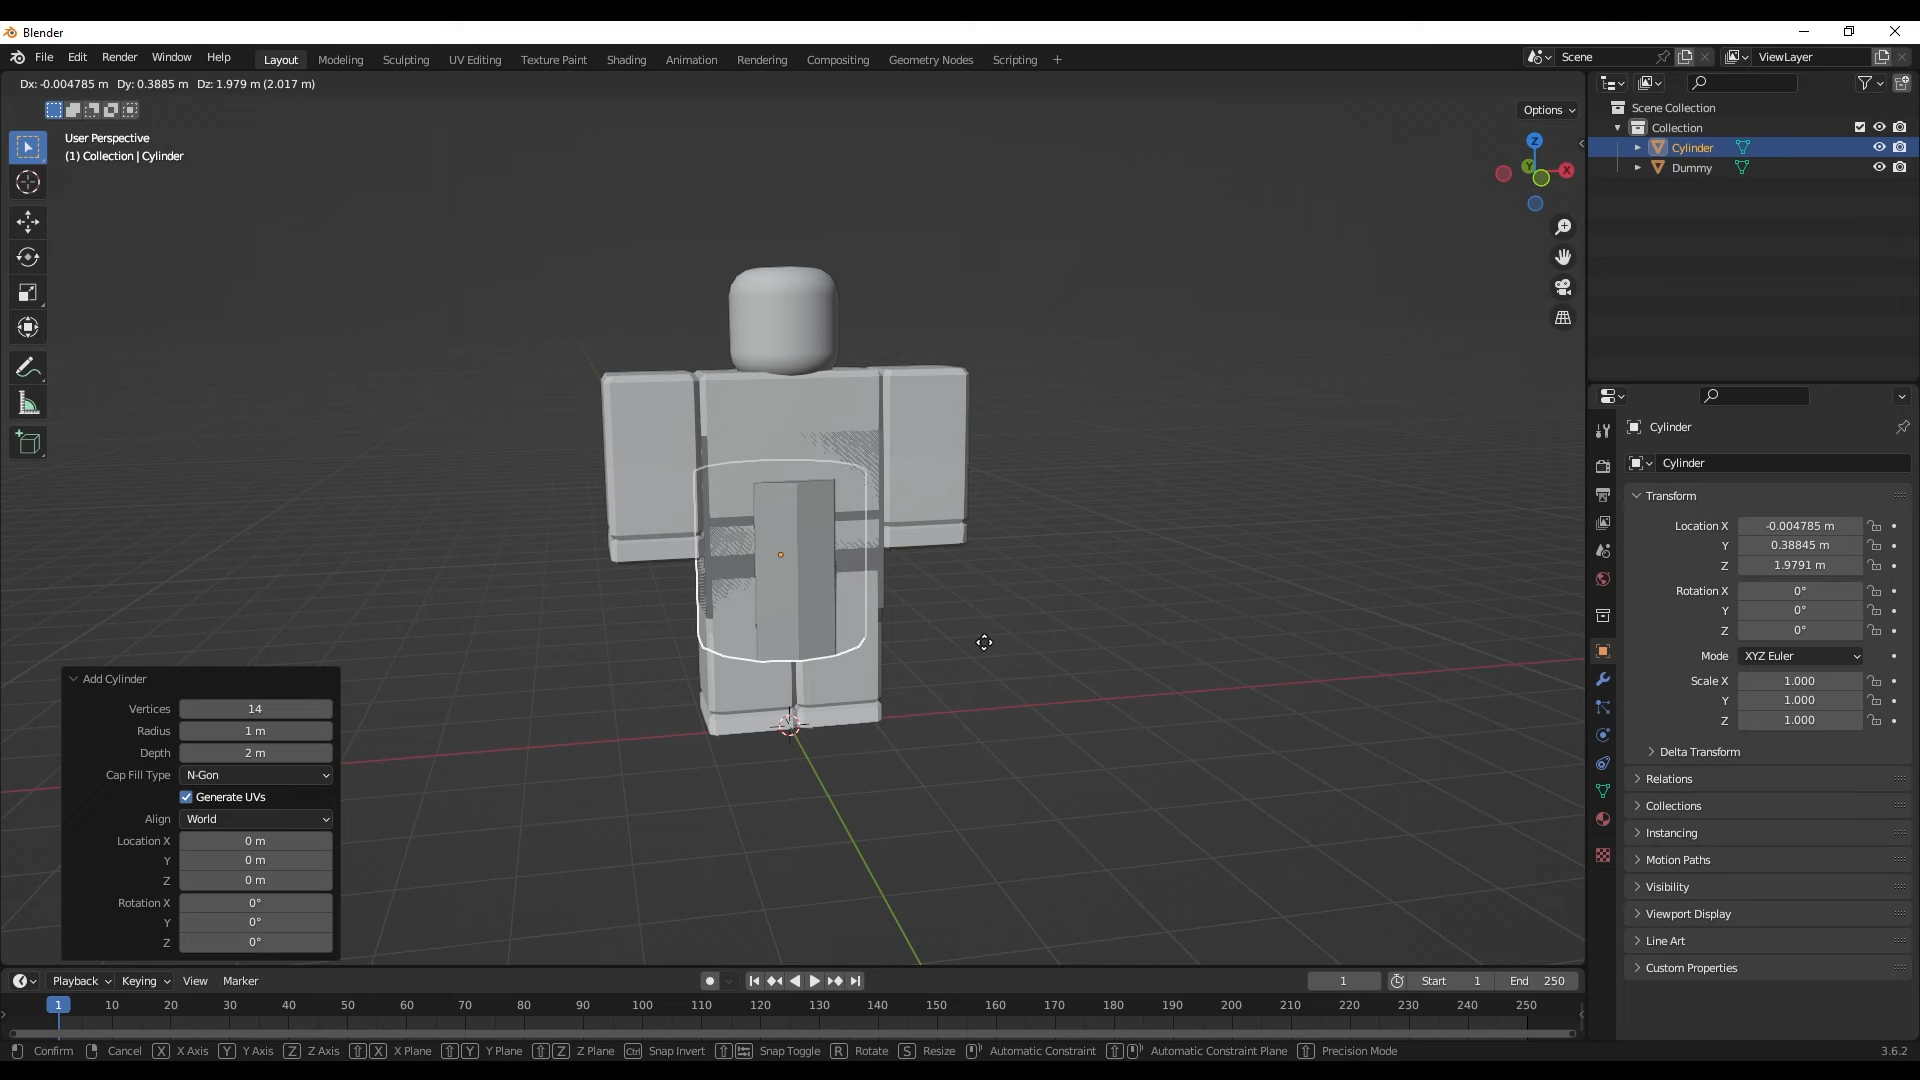 Blender
File Edit Render Window Help Layout Modeling Sculpting UV Editing Texture Paint Shading Animation Rendering Compositing Geometry Nodes Scripting + Scene ViewLayer
Dx: -0.004785 m Dy: 0.3885 m Dz: 1.979 m (2.017 m)
Options
User Perspective
(1) Collection | Cylinder
Z
Y
X
Scene Collection
Collection
Cylinder
Dummy
Cylinder
Cylinder
Transform
Location X -0.004785 m
Y 0.38845 m
Z 1.9791 m
Rotation X 0°
Y 0°
Z 0°
Mode XYZ Euler
Scale X 1.000
Y 1.000
Z 1.000
Delta Transform
Relations
Collections
Instancing
Motion Paths
Visibility
Viewport Display
Line Art
Custom Properties
Add Cylinder
Vertices 14
Radius 1 m
Depth 2 m
Cap Fill Type N-Gon
Generate UVs
Align World
Location X 0 m
Y 0 m
Z 0 m
Rotation X 0°
Y 0°
Z 0°
Playback Keying View Marker 1 Start 1 End 250
1 10 20 30 40 50 60 70 80 90 100 110 120 130 140 150 160 170 180 190 200 210 220 230 240 250
Confirm Cancel X X Axis Y Y Axis Z Z Axis X X Plane Y Y Plane Z Z Plane Ctrl Snap Invert Snap Toggle R Rotate S Resize Automatic Constraint Automatic Constraint Plane Precision Mode 3.6.2